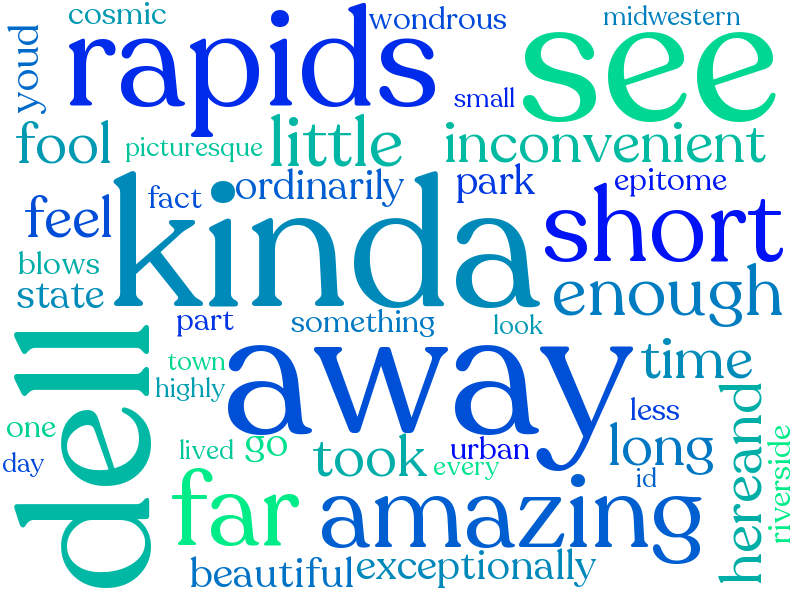 cosmic
wondrous
midwestern
youd
rapids
see
small
fool
picturesque
little
inconvenient
fact
ordinarily
park
epitome
feel
kinda
short
blows
state
enough
part
something
look
dell
town
away
time
highly
less
hereand
one
day
lived
go
took
every
urban
long
id
riverside
far
amazing
beautiful
exceptionally